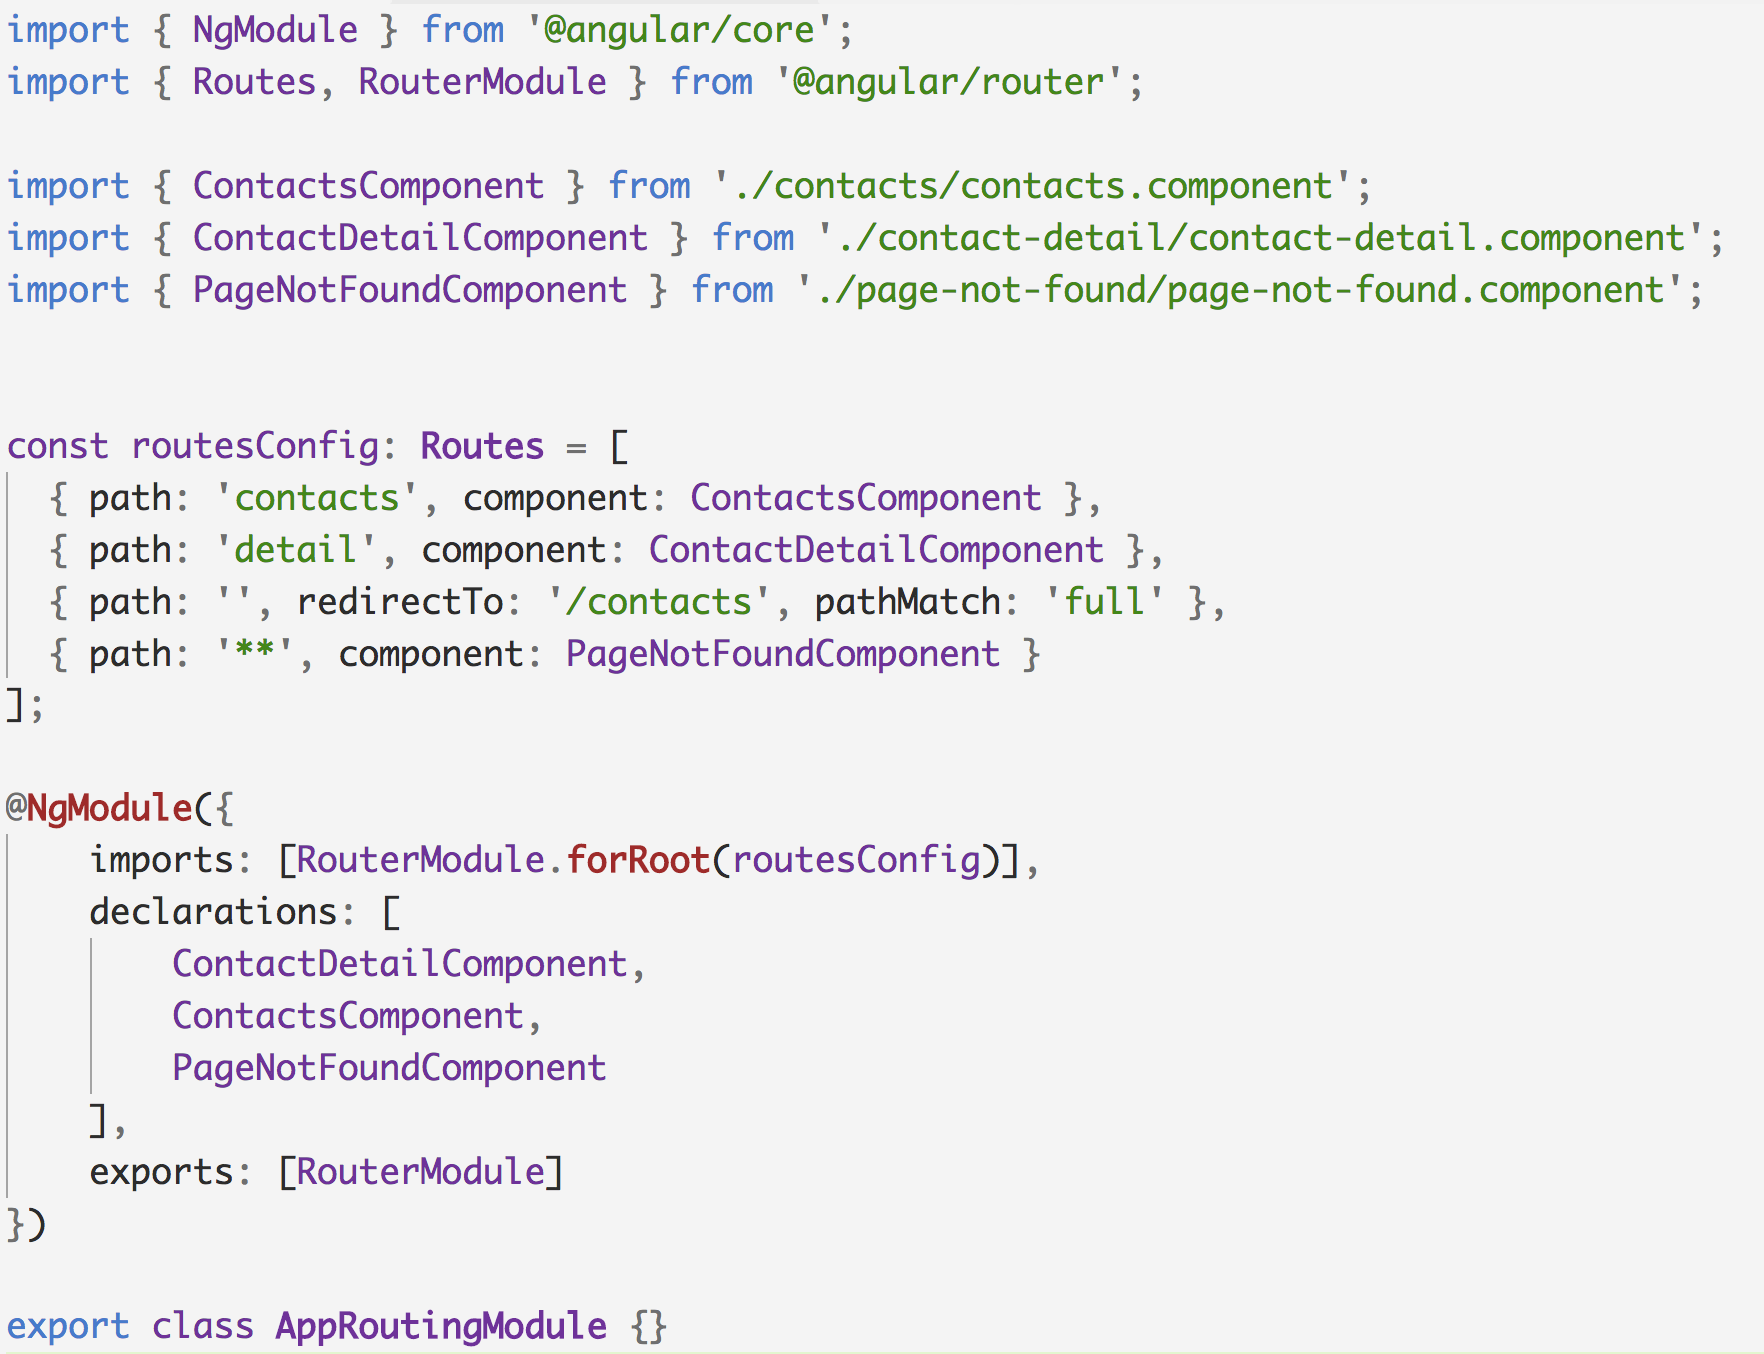 import { NgModule } from '@angular/core';
import { Routes, RouterModule } from '@angular/router';

import { ContactsComponent } from './contacts/contacts.component';
import { ContactDetailComponent } from './contact-detail/contact-detail.component';
import { PageNotFoundComponent } from './page-not-found/page-not-found.component';


const routesConfig: Routes = [
  { path: 'contacts', component: ContactsComponent },
  { path: 'detail', component: ContactDetailComponent },
  { path: '', redirectTo: '/contacts', pathMatch: 'full' },
  { path: '**', component: PageNotFoundComponent }
];

@NgModule({
    imports: [RouterModule.forRoot(routesConfig)],
    declarations: [
        ContactDetailComponent,
        ContactsComponent,
        PageNotFoundComponent
    ],
    exports: [RouterModule]
})

export class AppRoutingModule {}